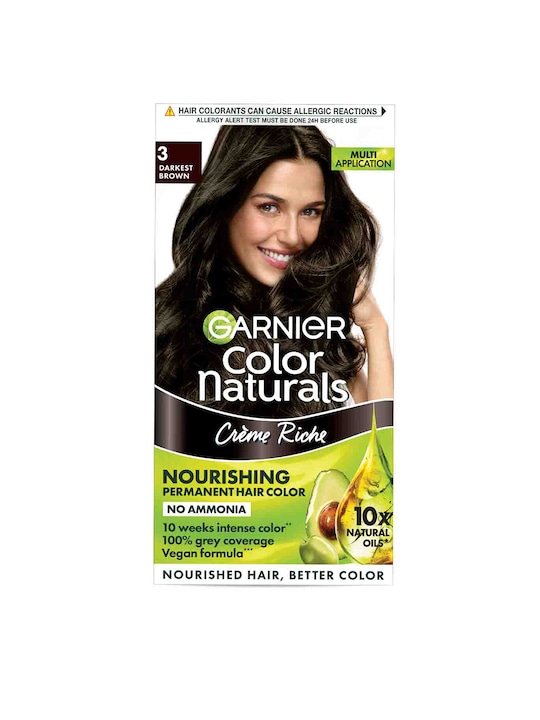 HAIR COLORANTS CAN CAUSE ALLERGIC REACTIONS
ALLERGY ALERT TEST MUST BE DONE 24H BEFORE USE
3
DARKEST
BROWN
MULTI
APPLICATION
GARNIER
Color
Naturals
Crème Riche
NOURISHING
PERMANENT HAIR COLOR
NO AMMONIA
10 weeks intense color**
100% grey coverage
Vegan formula***
10x
NATURAL
OILS*
NOURISHED HAIR, BETTER COLOR